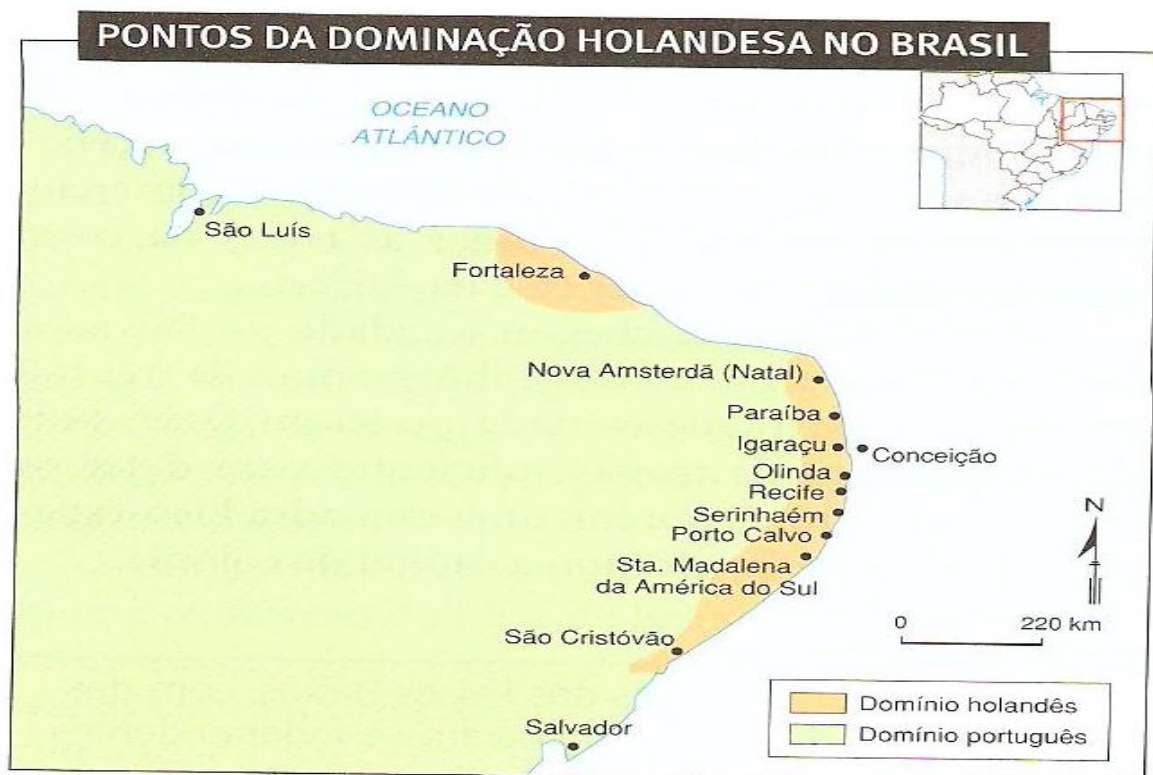 PONTOS DA DOMINAÇÃO HOLANDESA NO BRASIL
OCEANO
ATLÂNTICO
São Luís
Fortaleza
Nova Amsterdã (Natal)
Paraíba
Igaraçu
Conceição
Olinda
Recife
Serinhaém
Porto Calvo
Sta. Madalena
da América do Sul
São Cristóvão
Salvador
N
0 220 km
Domínio holandês
Domínio português